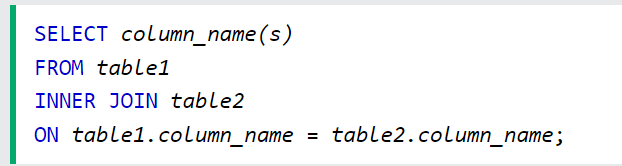 SELECT column_name(s)
FROM table1
INNER JOIN table2
ON table1.column_name = table2.column_name;